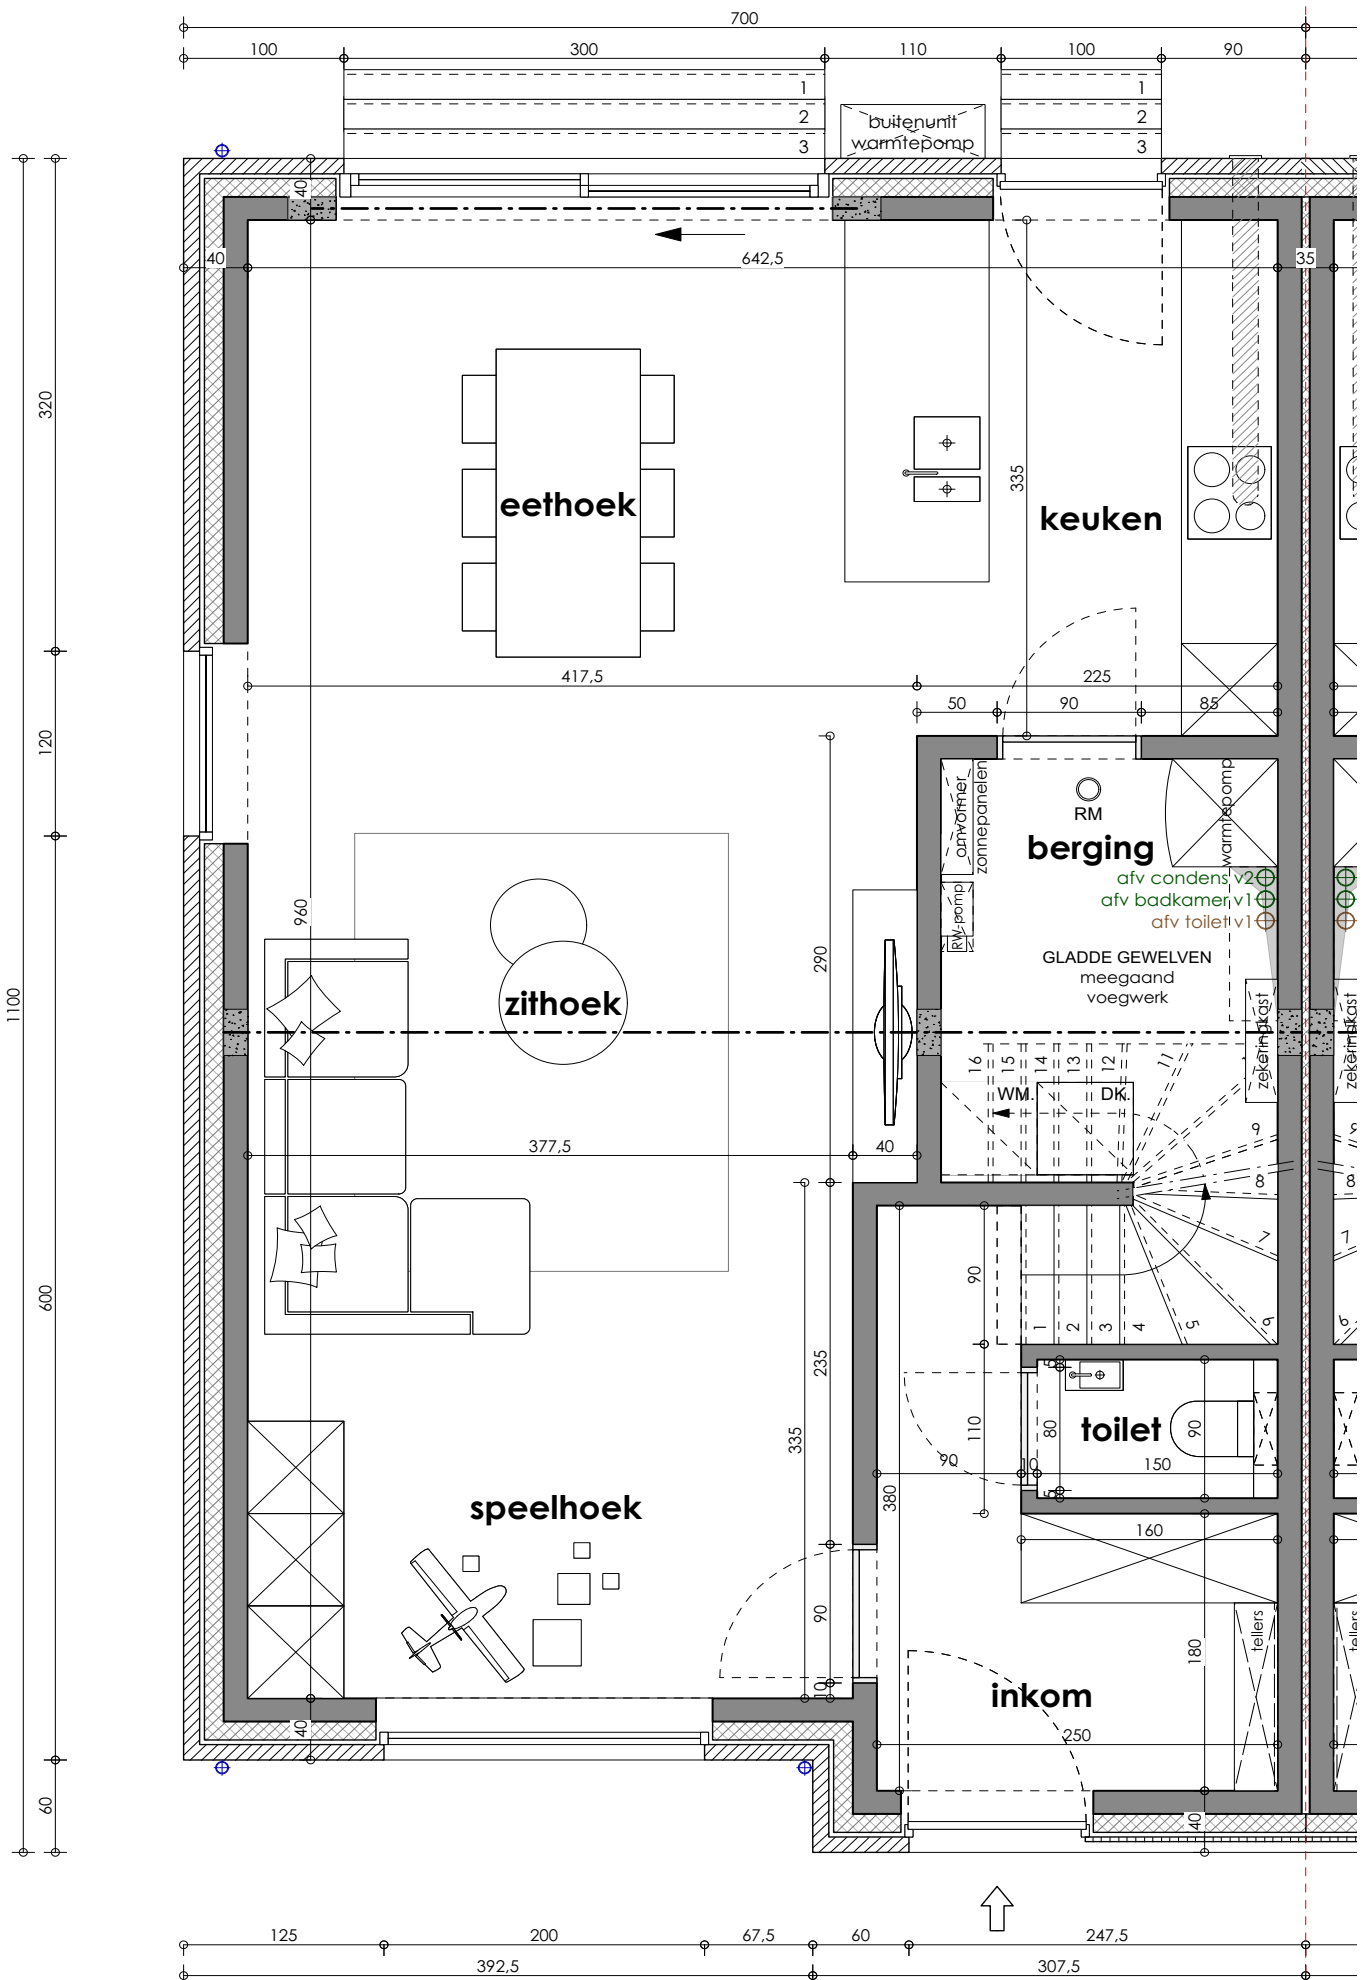 700
100 300 110 100 90
1 1
2 2
3 3
buitenunit
warmtepomp
40
40 642,5 35
320
335
eethoek
keuken
417,5 225
50 90 85
120
omvormer
zonnepanelen
RM
warmtepomp
berging
afv condens v2
afv badkamer v1
afv toilet v1
RW-pomp
960
290
GLADDE GEWELVEN
meegaand
voegwerk
1100
zithoek
zekeringkast
zekeringkast
16 15 14 13 12 11
WM. DK.
9 9
377,5 40
8 8
7 7
600
90
235
1 2 3 4 5 6 6
5
335
110
80
toilet
90
90 10 150
5
380
160
speelhoek
90
180
tellers
tellers
10
inkom
40
250
60
40
125 200 67,5 60 247,5
392,5 307,5